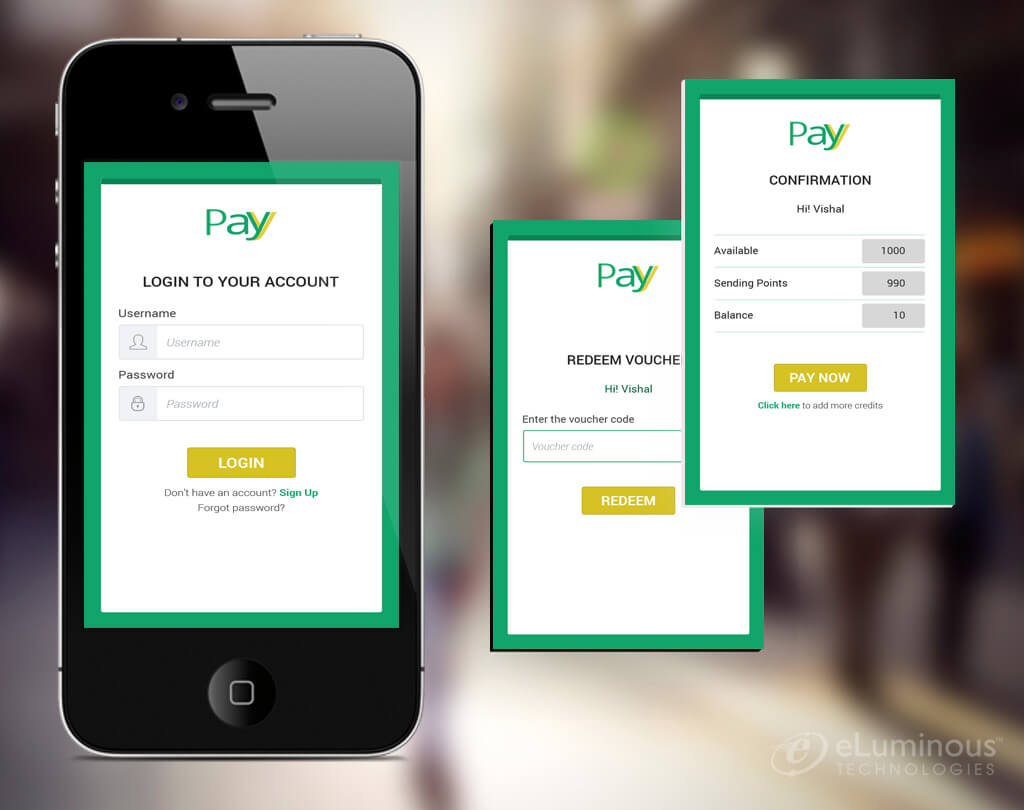 Pay
LOGIN TO YOUR ACCOUNT
Username
Username
Password
Password
LOGIN
Don't have an account? Sign Up
Forgot password?
Pay
REDEEM VOUCHE
Hi! Vishal
Enter the voucher code
Voucher code
REDEEM
Pay
CONFIRMATION
Hi! Vishal
Available 1000
Sending Points 990
Balance 10
PAY NOW
Click here to add more credits
eLuminous™
TECHNOLOGIES